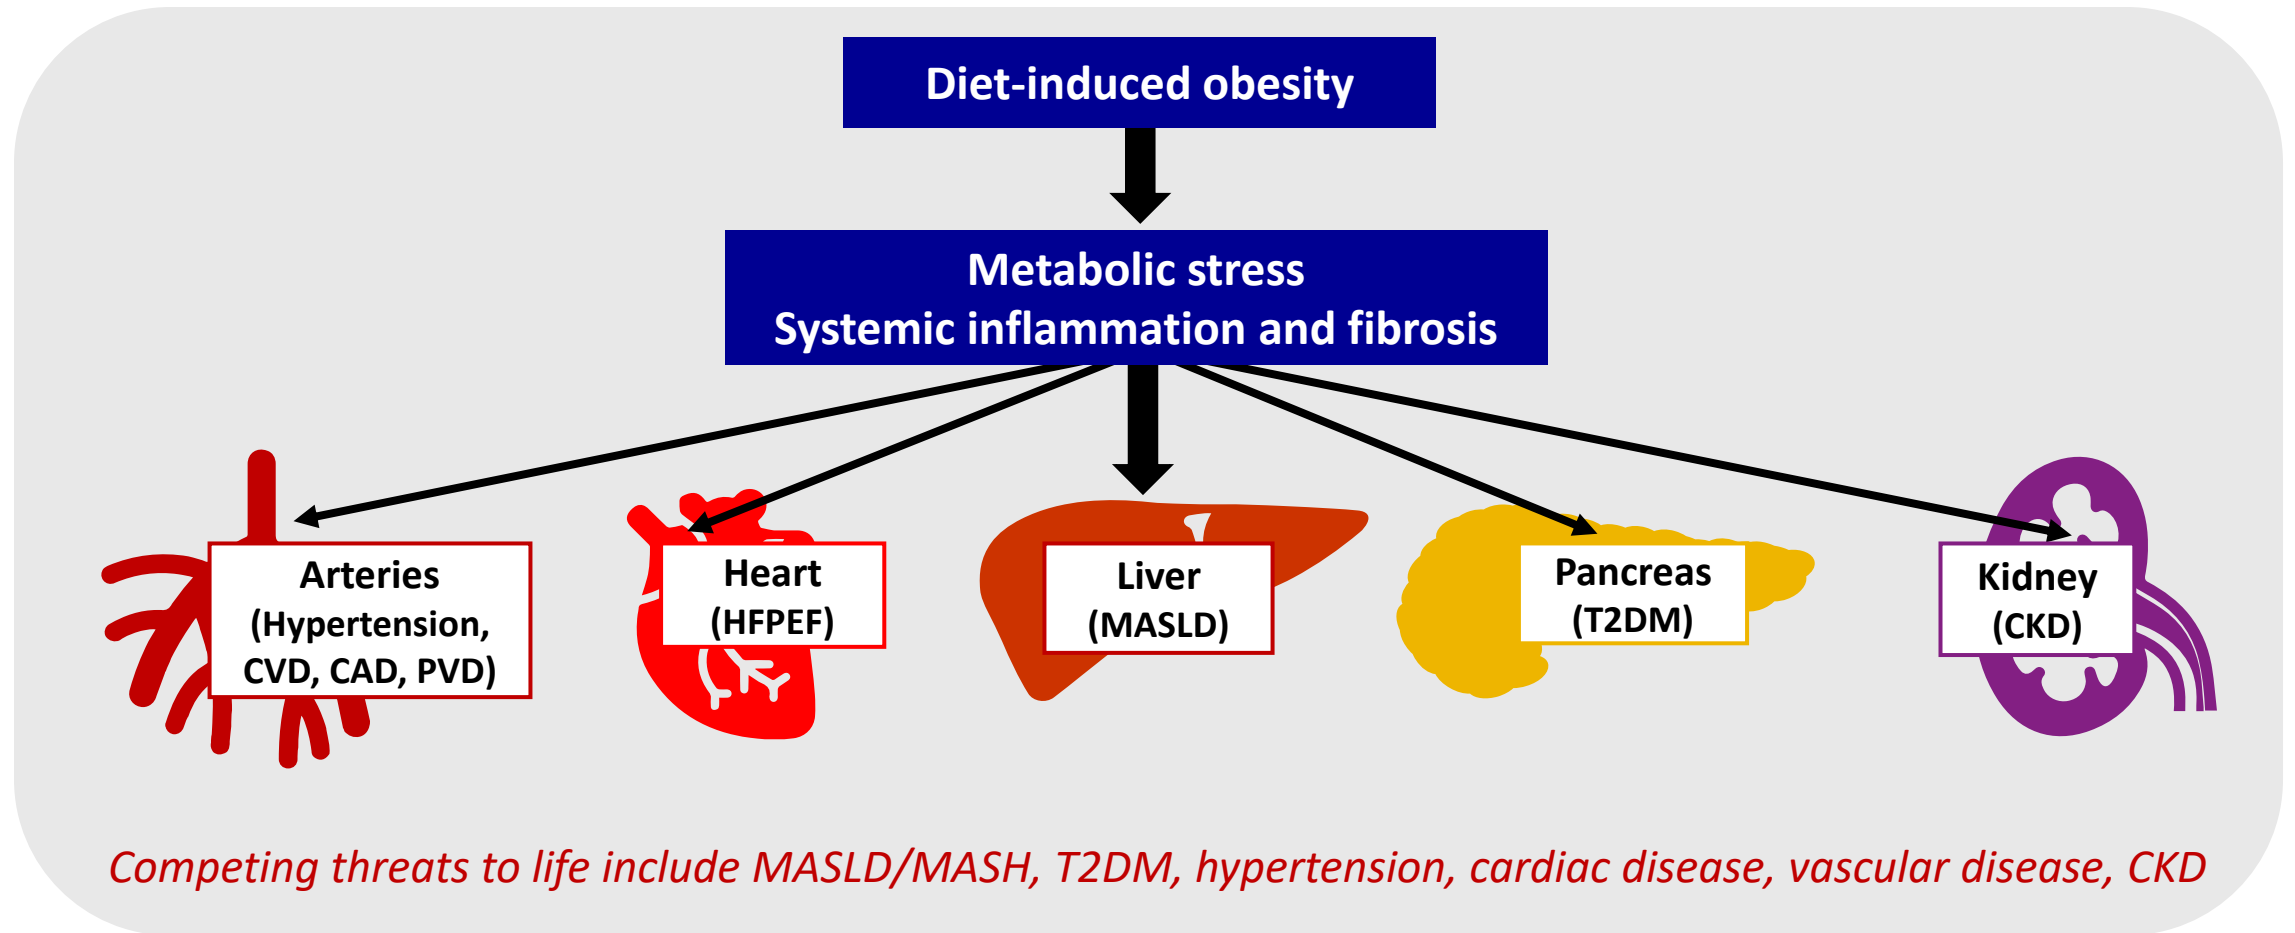 Diet-induced obesity
Metabolic stress
Systemic inflammation and fibrosis
Arteries
(Hypertension,
CVD, CAD, PVD)
Heart
(HFPEF)
Liver
(MASLD)
Pancreas
(T2DM)
Kidney
(CKD)
Competing threats to life include MASLD/MASH, T2DM, hypertension, cardiac disease, vascular disease, CKD